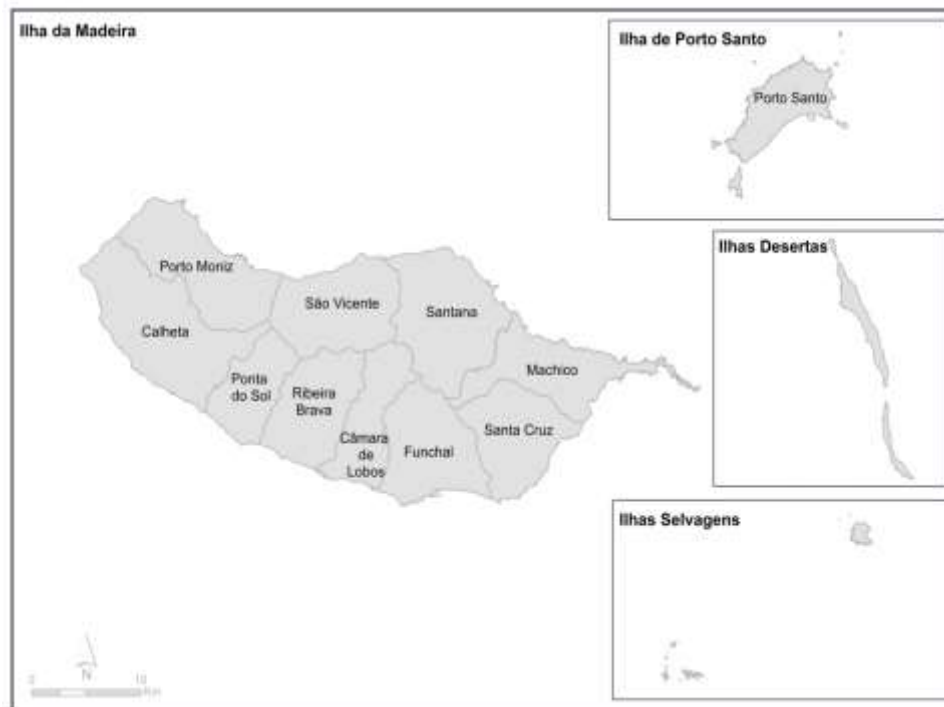 Ilha da Madeira
Ilha de Porto Santo
Porto Santo
Ilhas Desertas
Porto Moniz
São Vicente
Santana
Calheta
Machico
Ponta
do Sol
Ribeira
Brava
Santa Cruz
Câmara
de
Lobos
Funchal
Ilhas Selvagens
N
0
10
Km